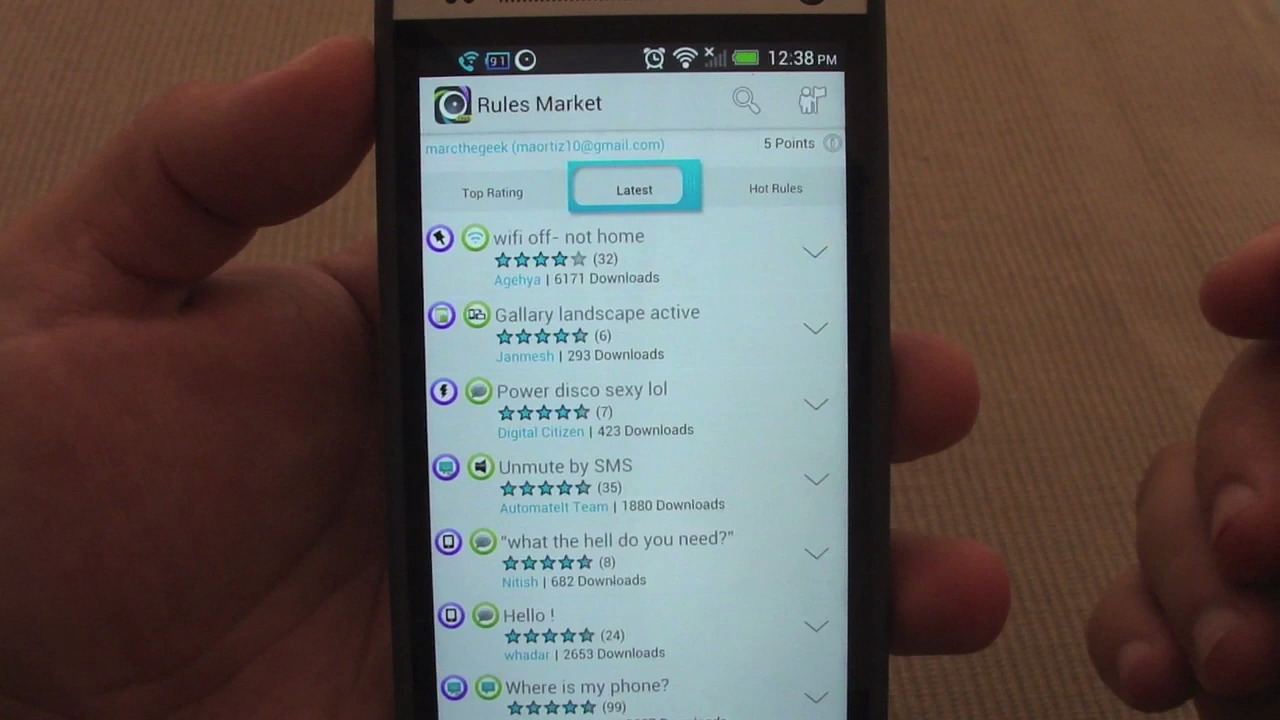 91 12:38 PM
Rules Market
marcthegeek (maortiz10@gmail.com) 5 Points
Top Rating Latest Hot Rules
wifi off- not home
(32)
Agehya | 6171 Downloads
Gallary landscape active
(6)
Janmesh | 293 Downloads
Power disco sexy lol
(7)
Digital Citizen | 423 Downloads
Unmute by SMS
(35)
AutomateIt Team | 1880 Downloads
"what the hell do you need?"
(8)
Nitish | 682 Downloads
Hello !
(24)
whadar | 2653 Downloads
Where is my phone?
(99)